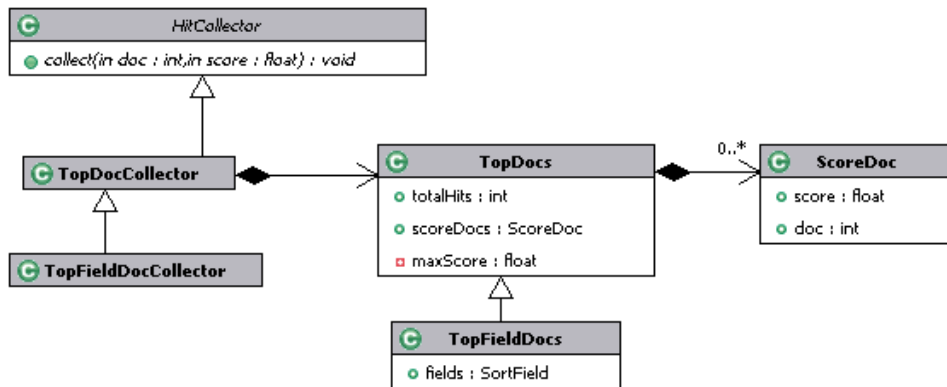 HitCollector
collect(in doc : int,in score : float) : void
TopDocCollector
TopFieldDocCollector
TopDocs
totalHits : int
scoreDocs : ScoreDoc
maxScore : float
0..*
ScoreDoc
score : float
doc : int
TopFieldDocs
fields : SortField